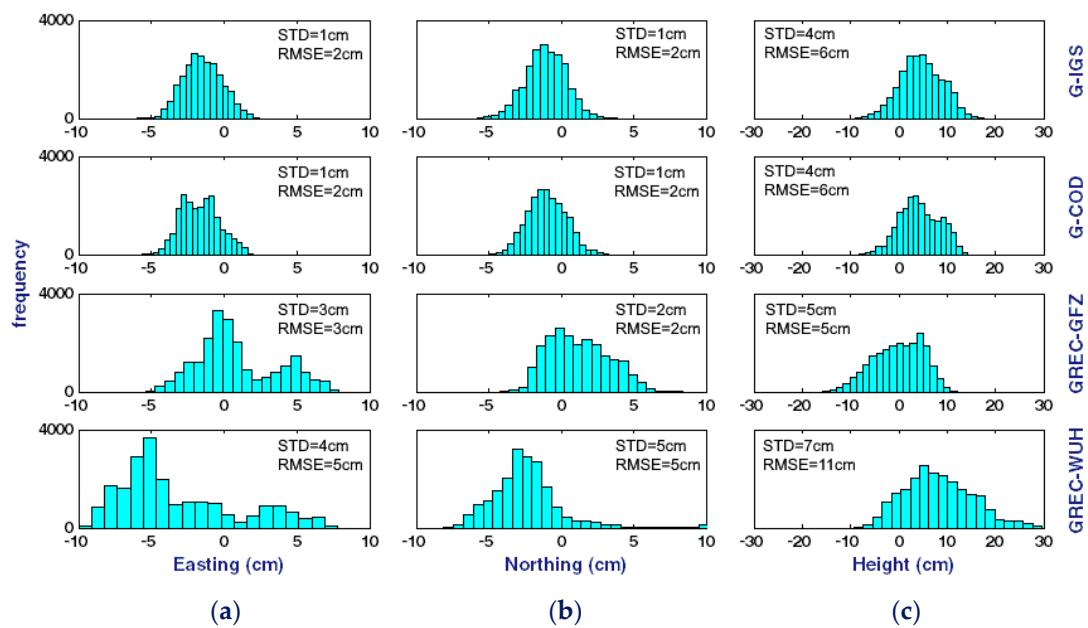 4000
STD=1cm
RMSE=2cm
STD=1cm
RMSE=2cm
STD=4cm
RMSE=6cm
G-IGS
0
-10 -5 0 5 10
-10 -5 0 5 10
-30 -20 -10 0 10 20 30
4000
STD=1cm
RMSE=2cm
STD=1cm
RMSE=2cm
STD=4cm
RMSE=6cm
G-COD
0
-10 -5 0 5 10
-10 -5 0 5 10
-30 -20 -10 0 10 20 30
frequency
4000
STD=3cm
RMSE=3cm
STD=2cm
RMSE=2cm
STD=5cm
RMSE=5cm
GREC-GFZ
0
-10 -5 0 5 10
-10 -5 0 5 10
-30 -20 -10 0 10 20 30
4000
STD=4cm
RMSE=5cm
STD=5cm
RMSE=5cm
STD=7cm
RMSE=11cm
GREC-WUH
0
-10 -5 0 5 10
-10 -5 0 5 10
-30 -20 -10 0 10 20 30
Easting (cm)
Northing (cm)
Height (cm)
(a)
(b)
(c)